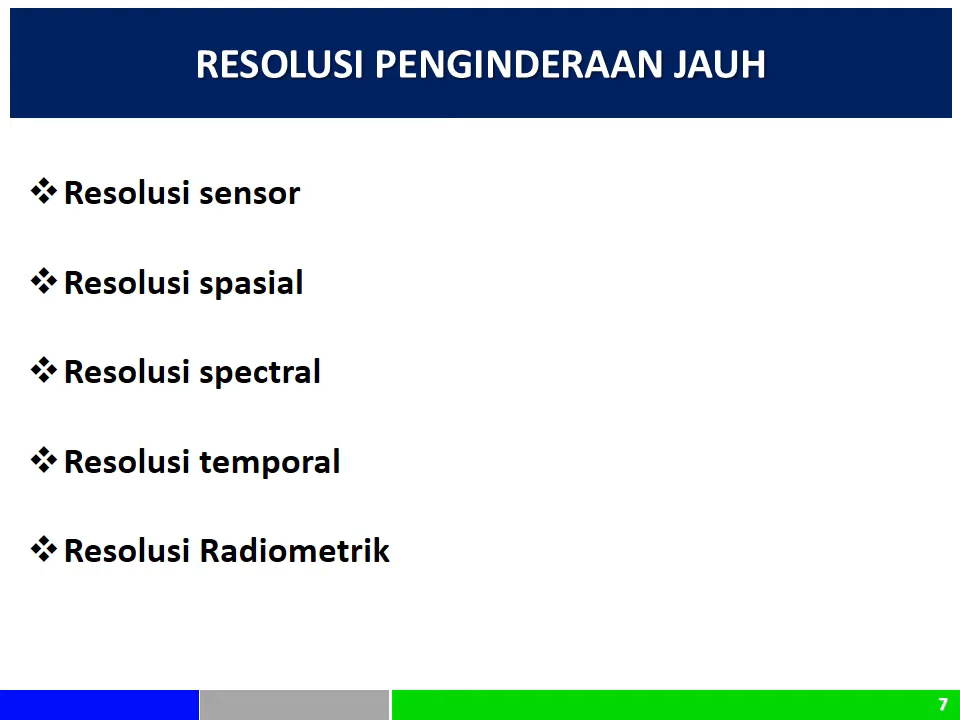 RESOLUSI PENGINDERAAN JAUH
❖ Resolusi sensor
❖ Resolusi spasial
❖ Resolusi spectral
❖ Resolusi temporal
❖ Resolusi Radiometrik
7